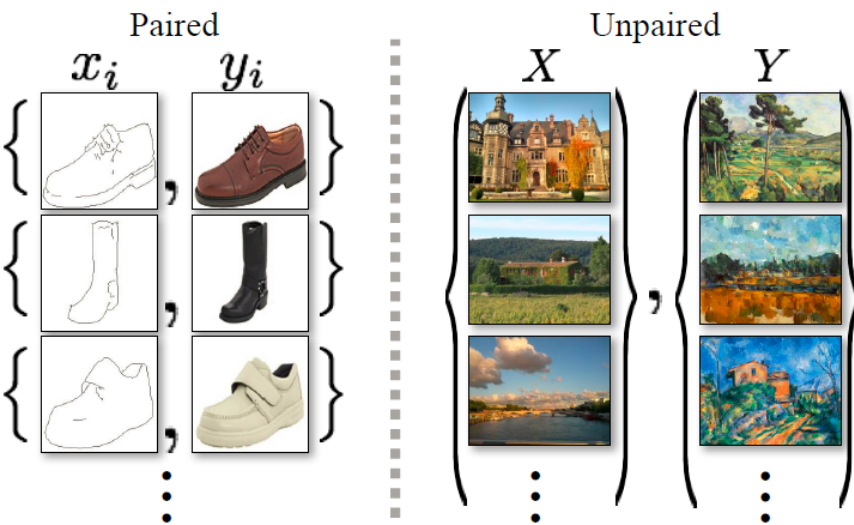 Paired
Unpaired
x_i
y_i
X
Y
{ , }
{ , }
{ , }
{ } , { }
⋮
⋮
⋮